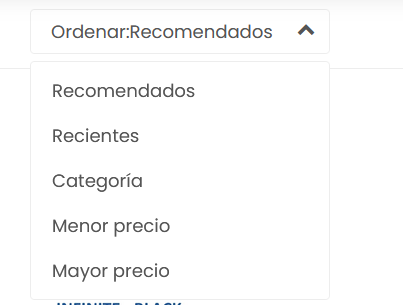 Ordenar:Recomendados
Recomendados
Recientes
Categoría
Menor precio
Mayor precio